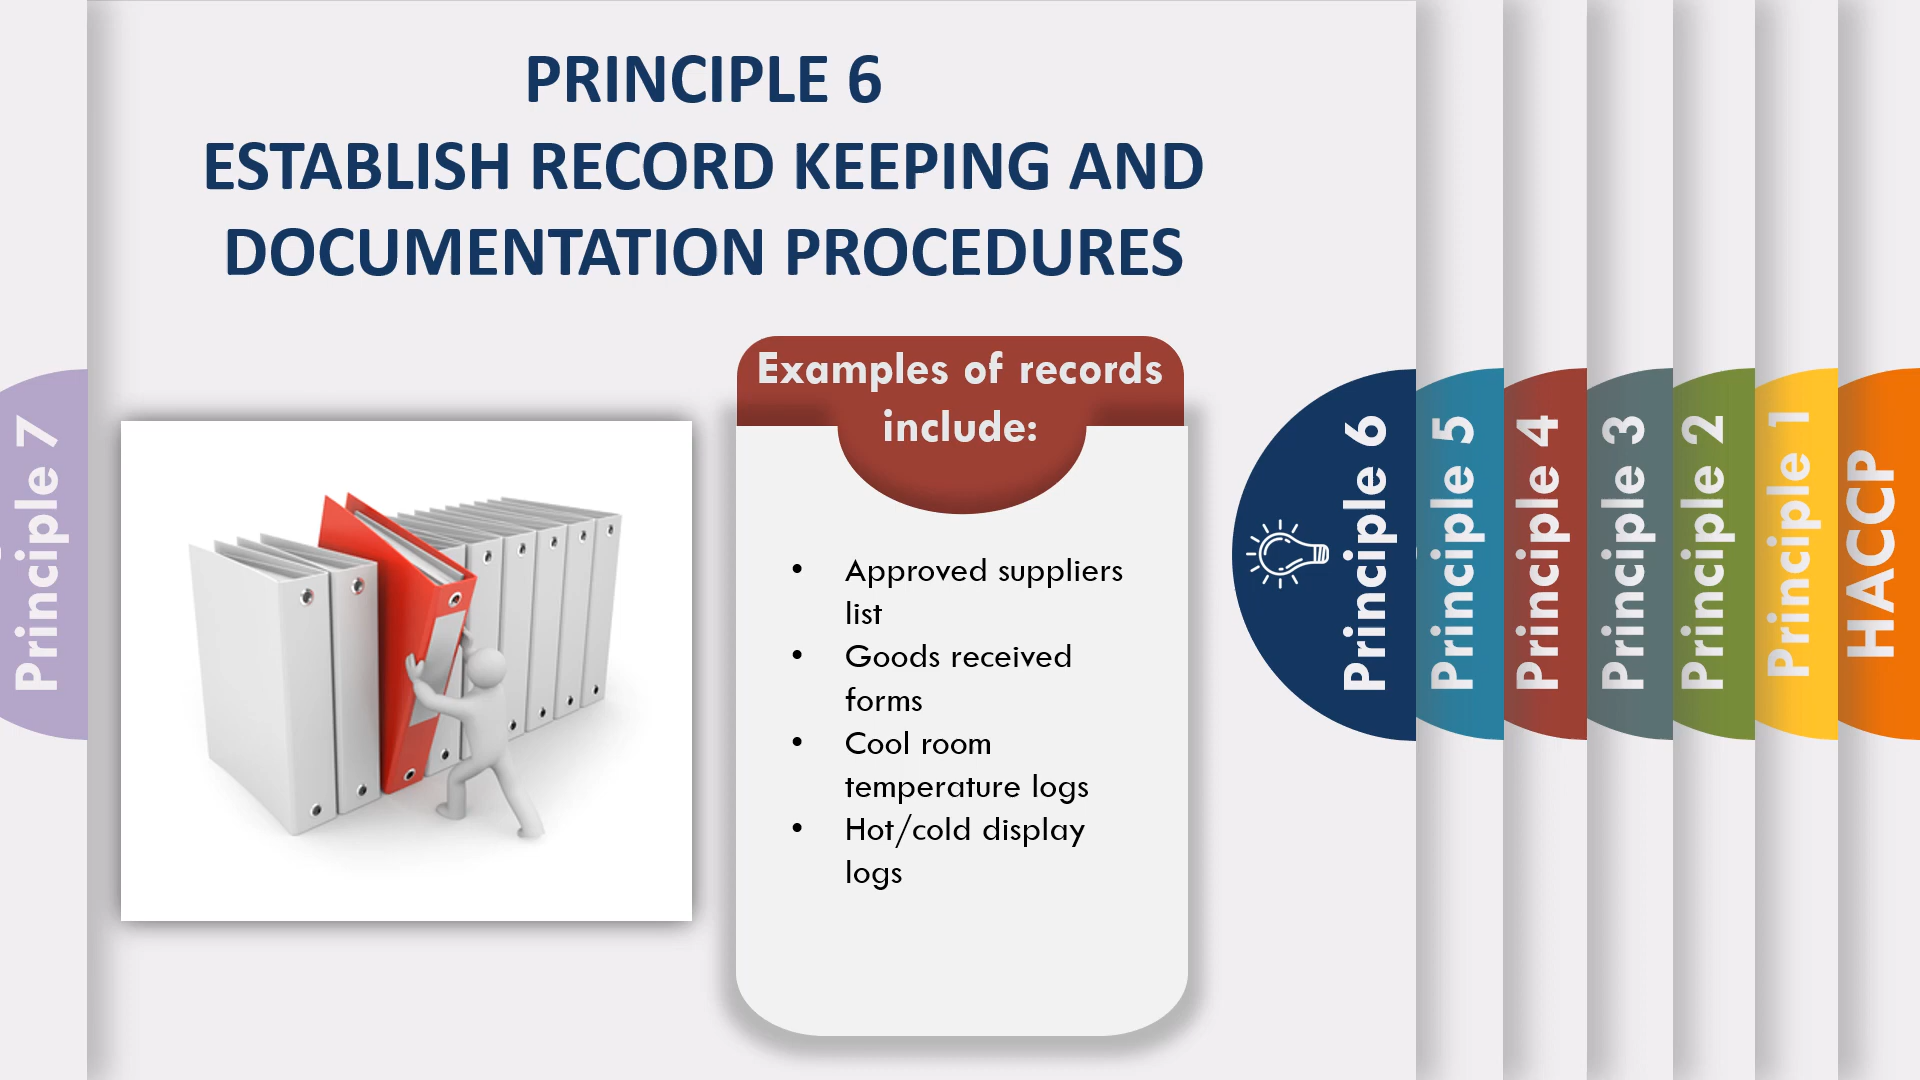 PRINCIPLE 6
ESTABLISH RECORD KEEPING AND
DOCUMENTATION PROCEDURES
Examples of records
include:
• Approved suppliers
list
• Goods received
forms
• Cool room
temperature logs
• Hot/cold display
logs
Principle 7
Principle 6
Principle 5
Principle 4
Principle 3
Principle 2
Principle 1
HACCP